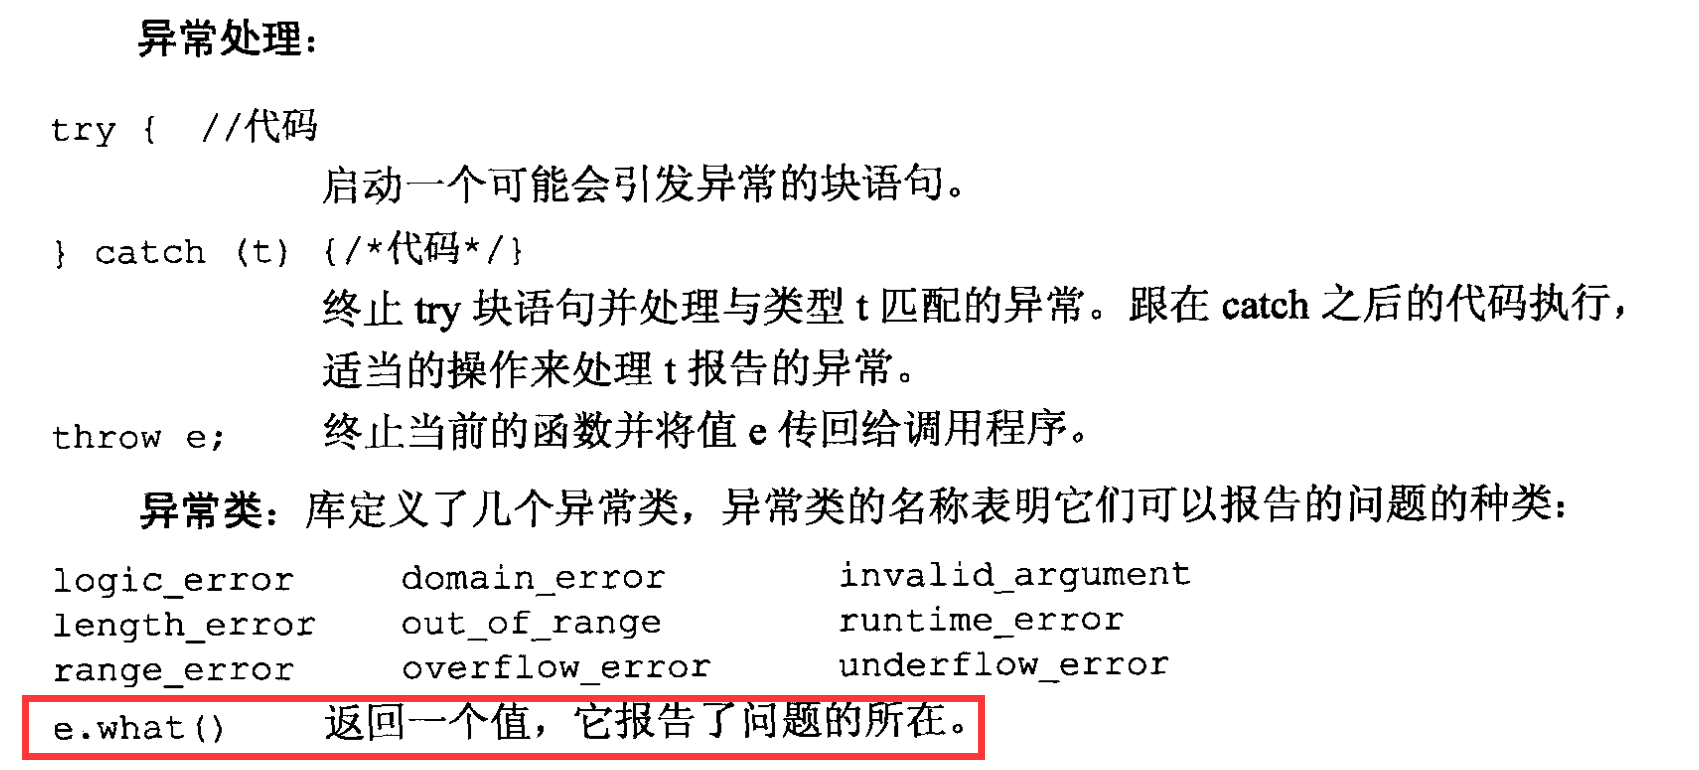 异常处理：
try {  //代码
启动一个可能会引发异常的块语句。
} catch (t) {/*代码*/}
终止 try 块语句并处理与类型 t 匹配的异常。跟在 catch 之后的代码执行，
适当的操作来处理 t 报告的异常。
throw e; 终止当前的函数并将值 e 传回给调用程序。
异常类：库定义了几个异常类，异常类的名称表明它们可以报告的问题的种类：
logic_error domain_error invalid_argument
length_error out_of_range runtime_error
range_error overflow_error underflow_error
e.what() 返回一个值，它报告了问题的所在。